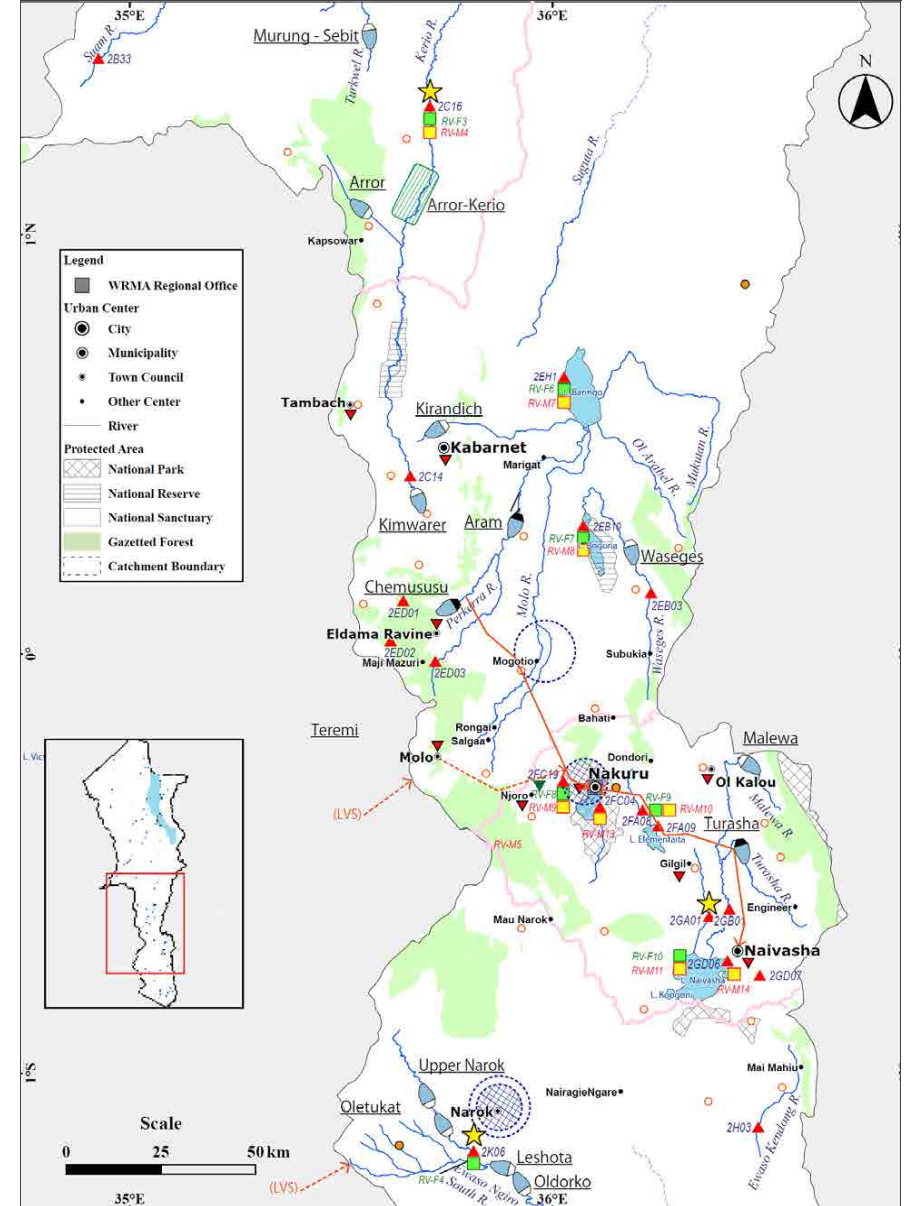 35°E
36°E
Murung - Sebit
Suam R.
2B33
Turkwel R.
Kerio R.
N
2C16
RV-F3
RV-M4
Suguta R.
Arror
Arror-Kerio
1°N
Kapsowar
Legend
WRMA Regional Office
Urban Center
City
Municipality
Town Council
Other Center
River
Protected Area
National Park
National Reserve
National Sanctuary
Gazetted Forest
Catchment Boundary
2EH1
RV-F6
RV-M7
Baringo
Tambach
Kirandich
Kabarnet
Marigat
Ol Arabel R.
Mukutan R.
2C14
Kimwarer
Aram
2EB10
RV-F7
RV-M8
L. Bogoria
Waseges
Chemususu
2ED01
Perkerra R.
Molo R.
2EB03
Eldama Ravine
2ED02
Maji Mazuri
2ED03
Mogotio
Subukia
Waseges R.
0°
Teremi
Rongai
Salgaa
Bahati
Molo
Dondori
Malewa
L. Vic
2FC19
Nakuru
Ol Kalou
(LVS)
Njoro
RV-F8
RV-M9
2FC04
RV-F9
RV-M10
2FA08
2FA09
Malewa R.
RV-M13
L. Elementaita
Turasha
RV-M5
Gilgil
Turasha R.
Mau Narok
2GA01
2GB01
Engineer
Naivasha
RV-F10
RV-M11
2GD06
Naivasha
RV-M14
2GD07
L. Kongoni
1°S
Upper Narok
Mai Mahiu
NairagieNgare
Oletukat
Narok
Scale
0
25
50 km
2K06
2H03
Ewaso Kendong R.
Leshota
(LVS)
RV-F4
Ewaso Ngiro
South R.
Oldorko
35°E
36°E